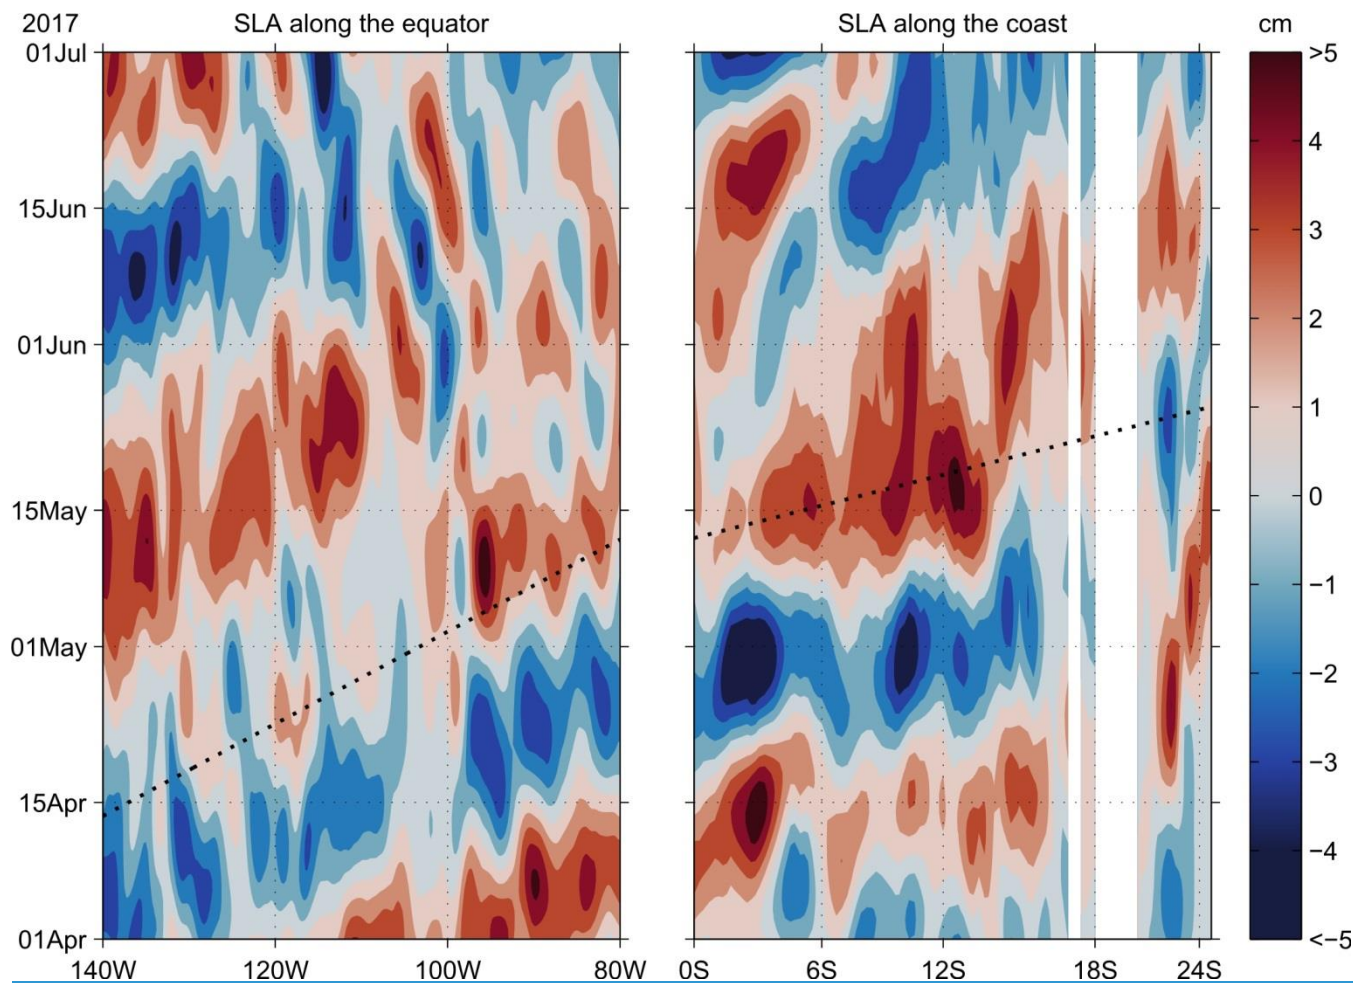 2017
SLA along the equator
SLA along the coast
cm
01Jul
15Jun
01Jun
15May
01May
15Apr
01Apr
140W 120W 100W 80W
0S 6S 12S 18S 24S
>5
4
3
2
1
0
−1
−2
−3
−4
<−5